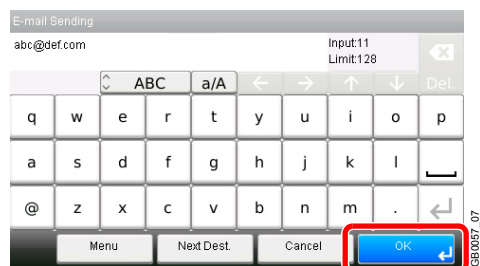 E-mail Sending
abc@def.com
Input:11
Limit:128
ABC a/A Del.
q w e r t y u i o p
a s d f g h j k l
@ z x c v b n m .
Menu Next Dest. Cancel OK
GB0057_07